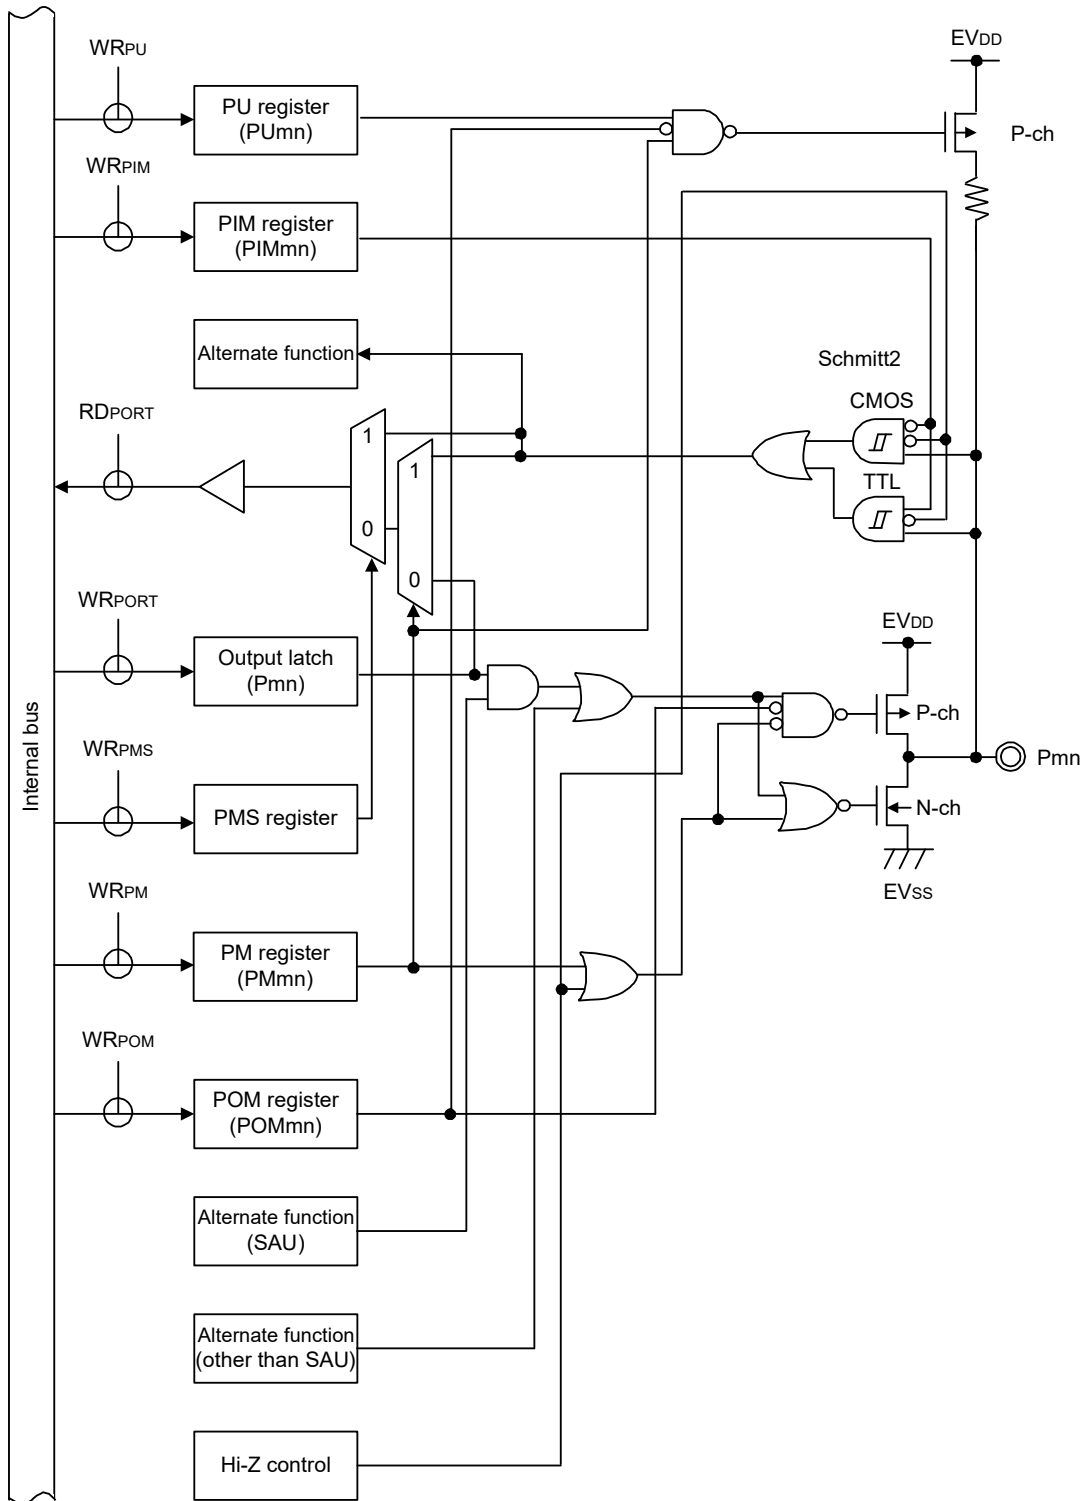 WRPU
EVDD
PU register
(PUmn)
P-ch
WRPIM
PIM register
(PIMmn)
Alternate function
Schmitt2
CMOS
RDPORT
1
1
TTL
0
0
WRPORT
EVDD
Output latch
(Pmn)
P-ch
Internal bus
WRPMS
Pmn
PMS register
N-ch
WRPM
EVSS
PM register
(PMmn)
WRPOM
POM register
(POMmn)
Alternate function
(SAU)
Alternate function
(other than SAU)
Hi-Z control